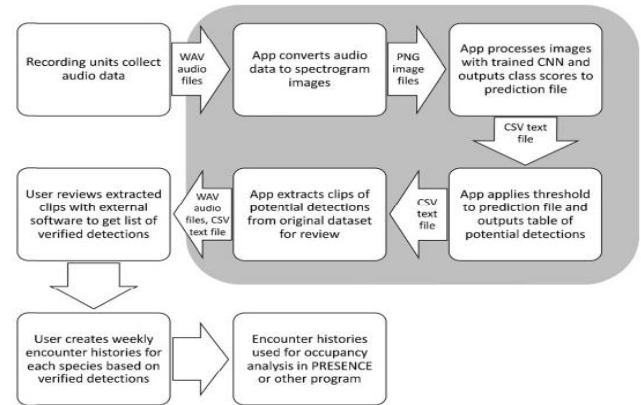 Recording units collect
audio data
WAV
audio
files
App converts audio
data to spectrogram
images
PNG
image
files
App processes images
with trained CNN and
outputs class scores to
prediction file
CSV text
file
App applies threshold
to prediction file and
outputs table of
potential detections
CSV
text
file
App extracts clips of
potential detections
from original dataset
for review
WAV
audio
files, CSV
text file
User reviews extracted
clips with external
software to get list of
verified detections
User creates weekly
encounter histories for
each species based on
verified detections
Encounter histories
used for occupancy
analysis in PRESENCE
or other program